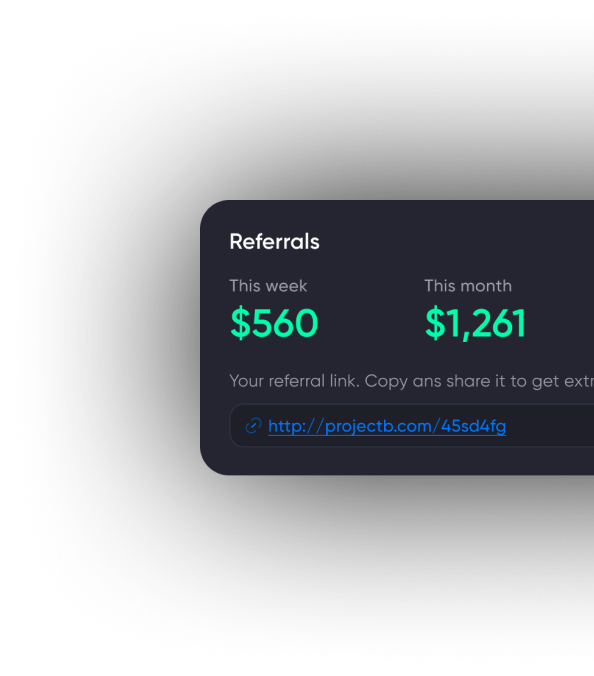 Referrals
This week This month
$560 $1,261
Your referral link. Copy ans share it to get extr
http://projectb.com/45sd4fg